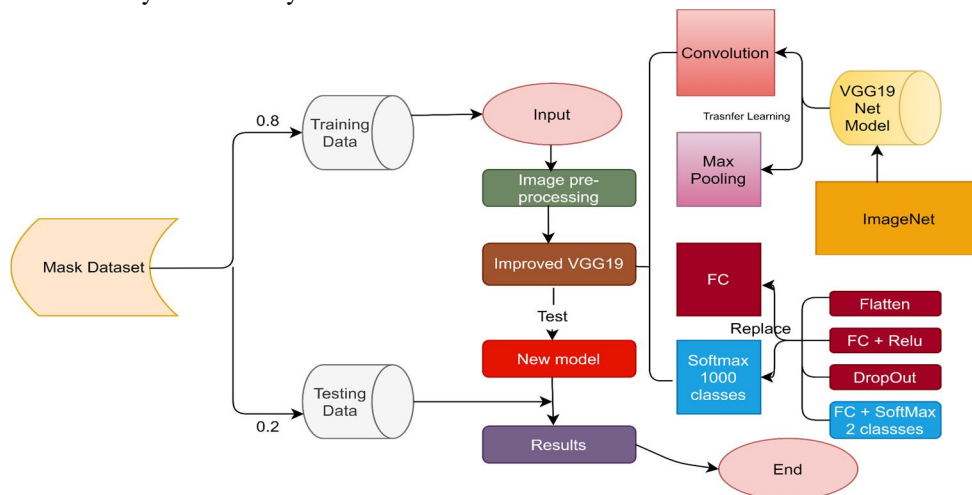 Mask Dataset
0.8
Training
Data
Input
Image pre-
processing
Improved VGG19
Test
New model
0.2
Testing
Data
Results
End
Convolution
Trasnfer Learning
Max
Pooling
VGG19
Net
Model
ImageNet
FC
Replace
Softmax
1000
classes
Flatten
FC + Relu
DropOut
FC + SoftMax
2 classses